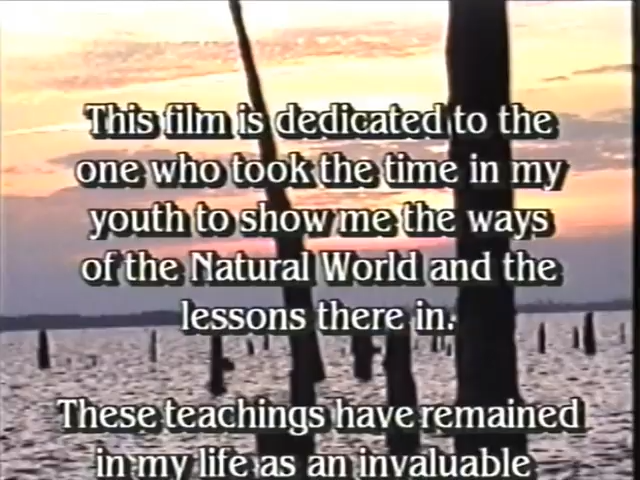 This film is dedicated to the
one who took the time in my
youth to show me the ways
of the Natural World and the
lessons there in.
These teachings have remained
in my life as an invaluable